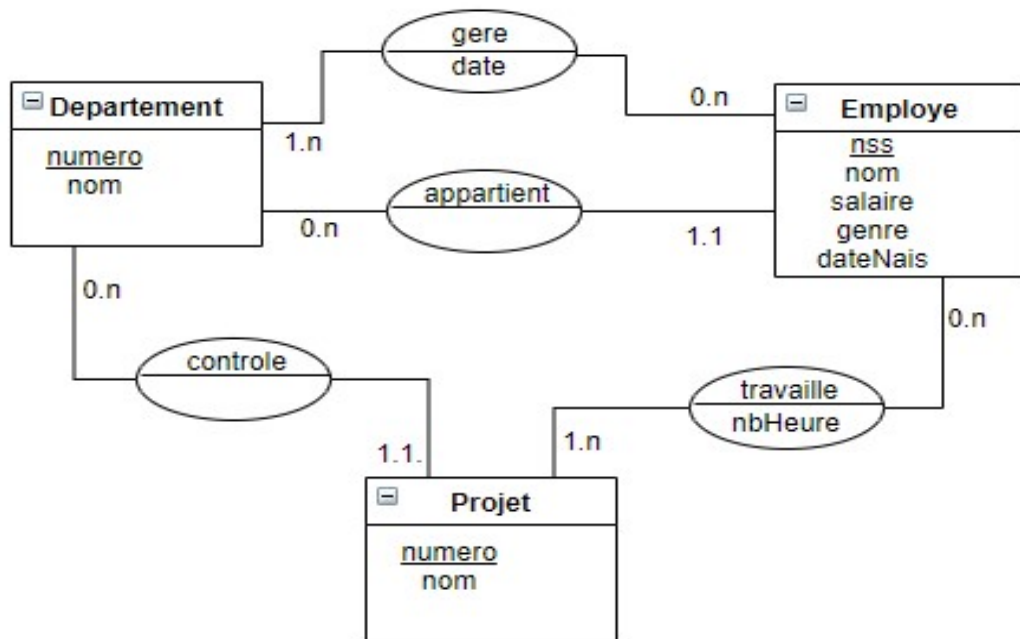 gere
date
0.n
Departement
1.n
numero
nom
Employe
nss
nom
salaire
genre
dateNais
appartient
0.n
1.1
0.n
0.n
controle
travaille
nbHeure
1.1.
1.n
Projet
numero
nom